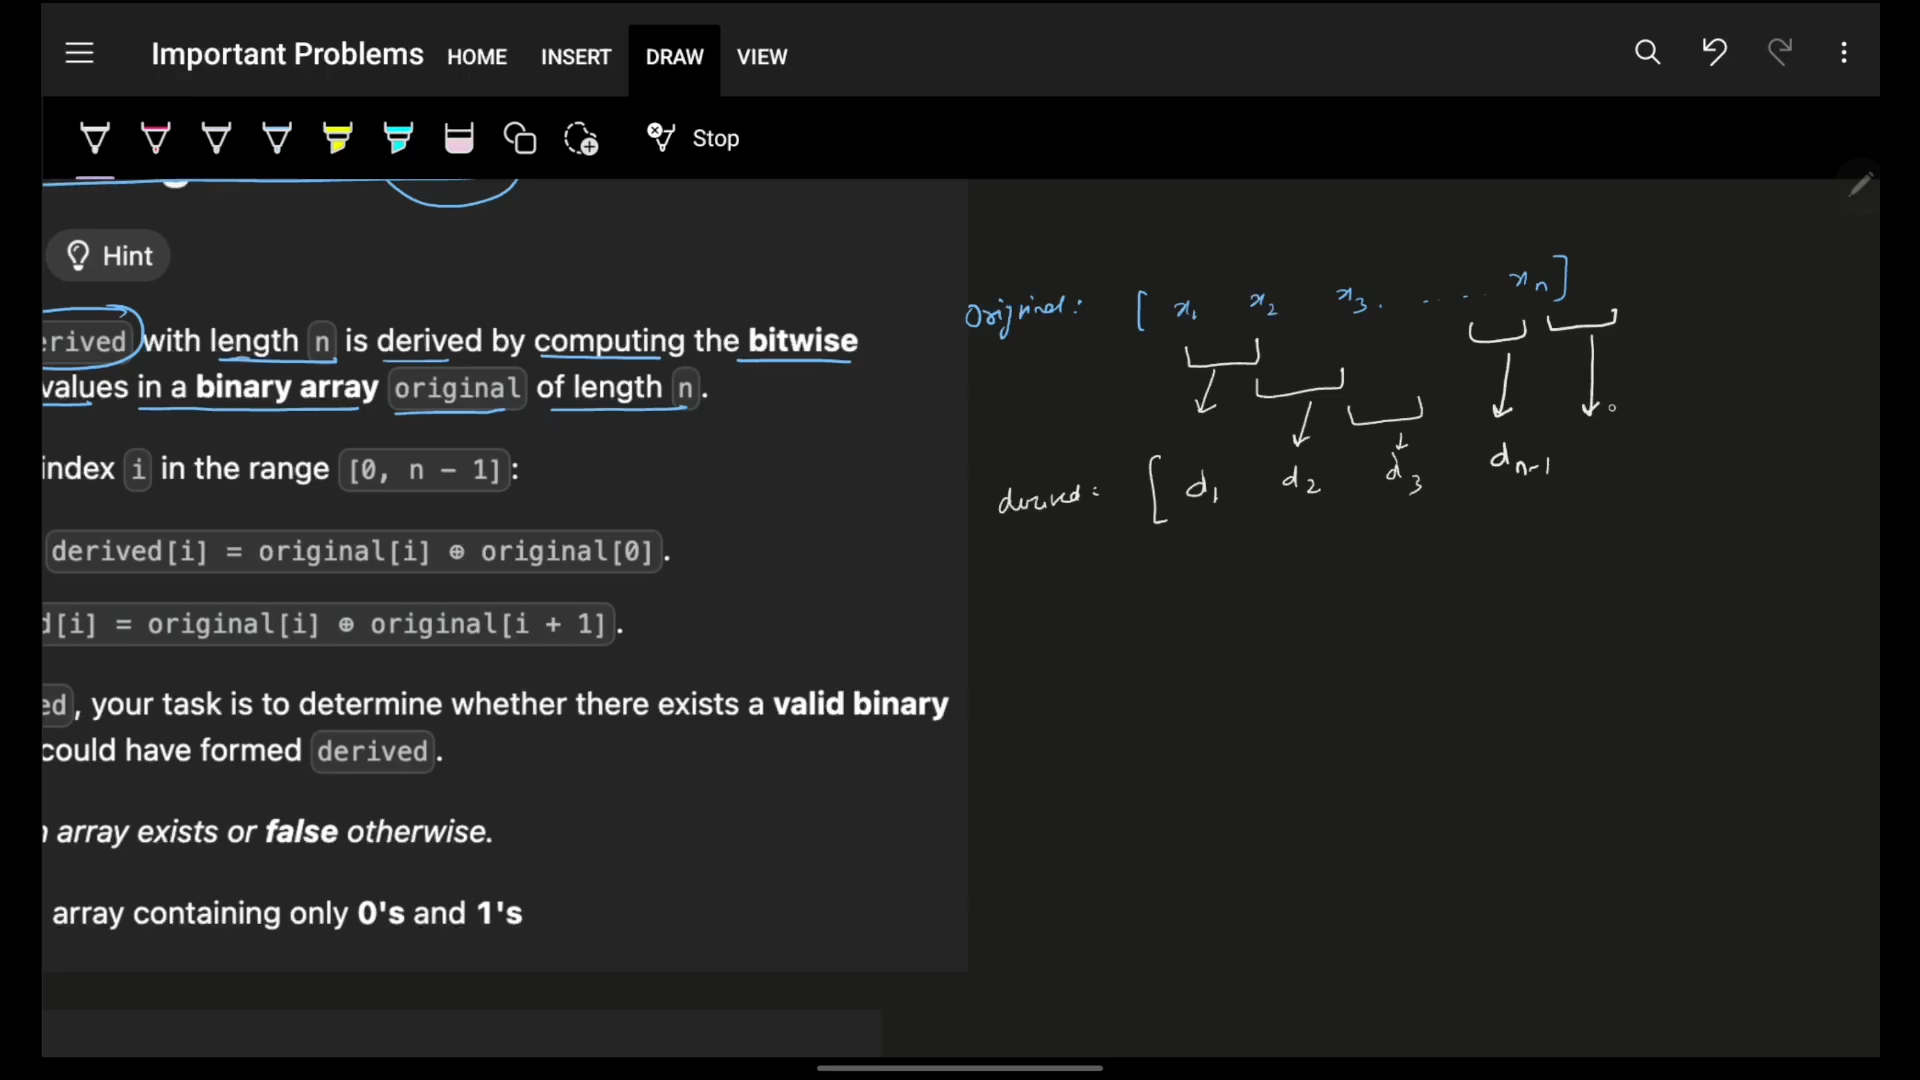 Important Problems HOME INSERT DRAW VIEW
Stop
Hint
erived with length n is derived by computing the bitwise
values in a binary array original of length n.
index i in the range [0, n - 1]:
derived[i] = original[i] ⊕ original[0].
d[i] = original[i] ⊕ original[i + 1].
ed, your task is to determine whether there exists a valid binary
could have formed derived.
n array exists or false otherwise.
array containing only 0's and 1's
Original: [ x1 x2 x3. ..... xn]
derived: [ d1 d2 d3 dn-1